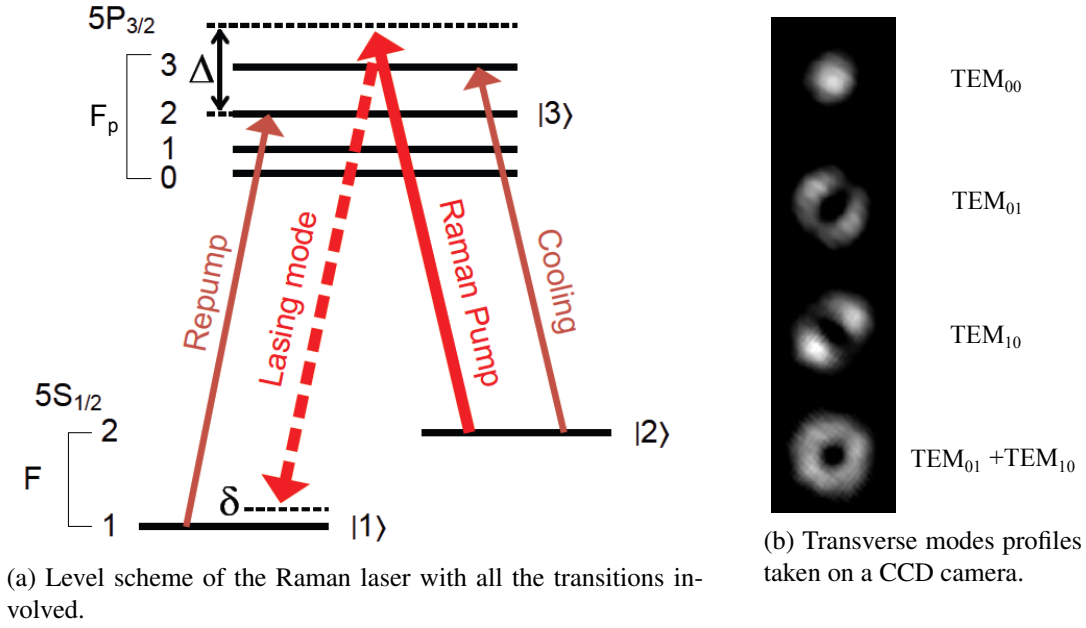 5P3/2
3
2
1
0
Fp
Δ
|3⟩
Repump
Lasing mode
Raman Pump
Cooling
5S1/2
2
F
1
|2⟩
δ
|1⟩
(a) Level scheme of the Raman laser with all the transitions in-
volved.
TEM00
TEM01
TEM10
TEM01 +TEM10
(b) Transverse modes profiles
taken on a CCD camera.